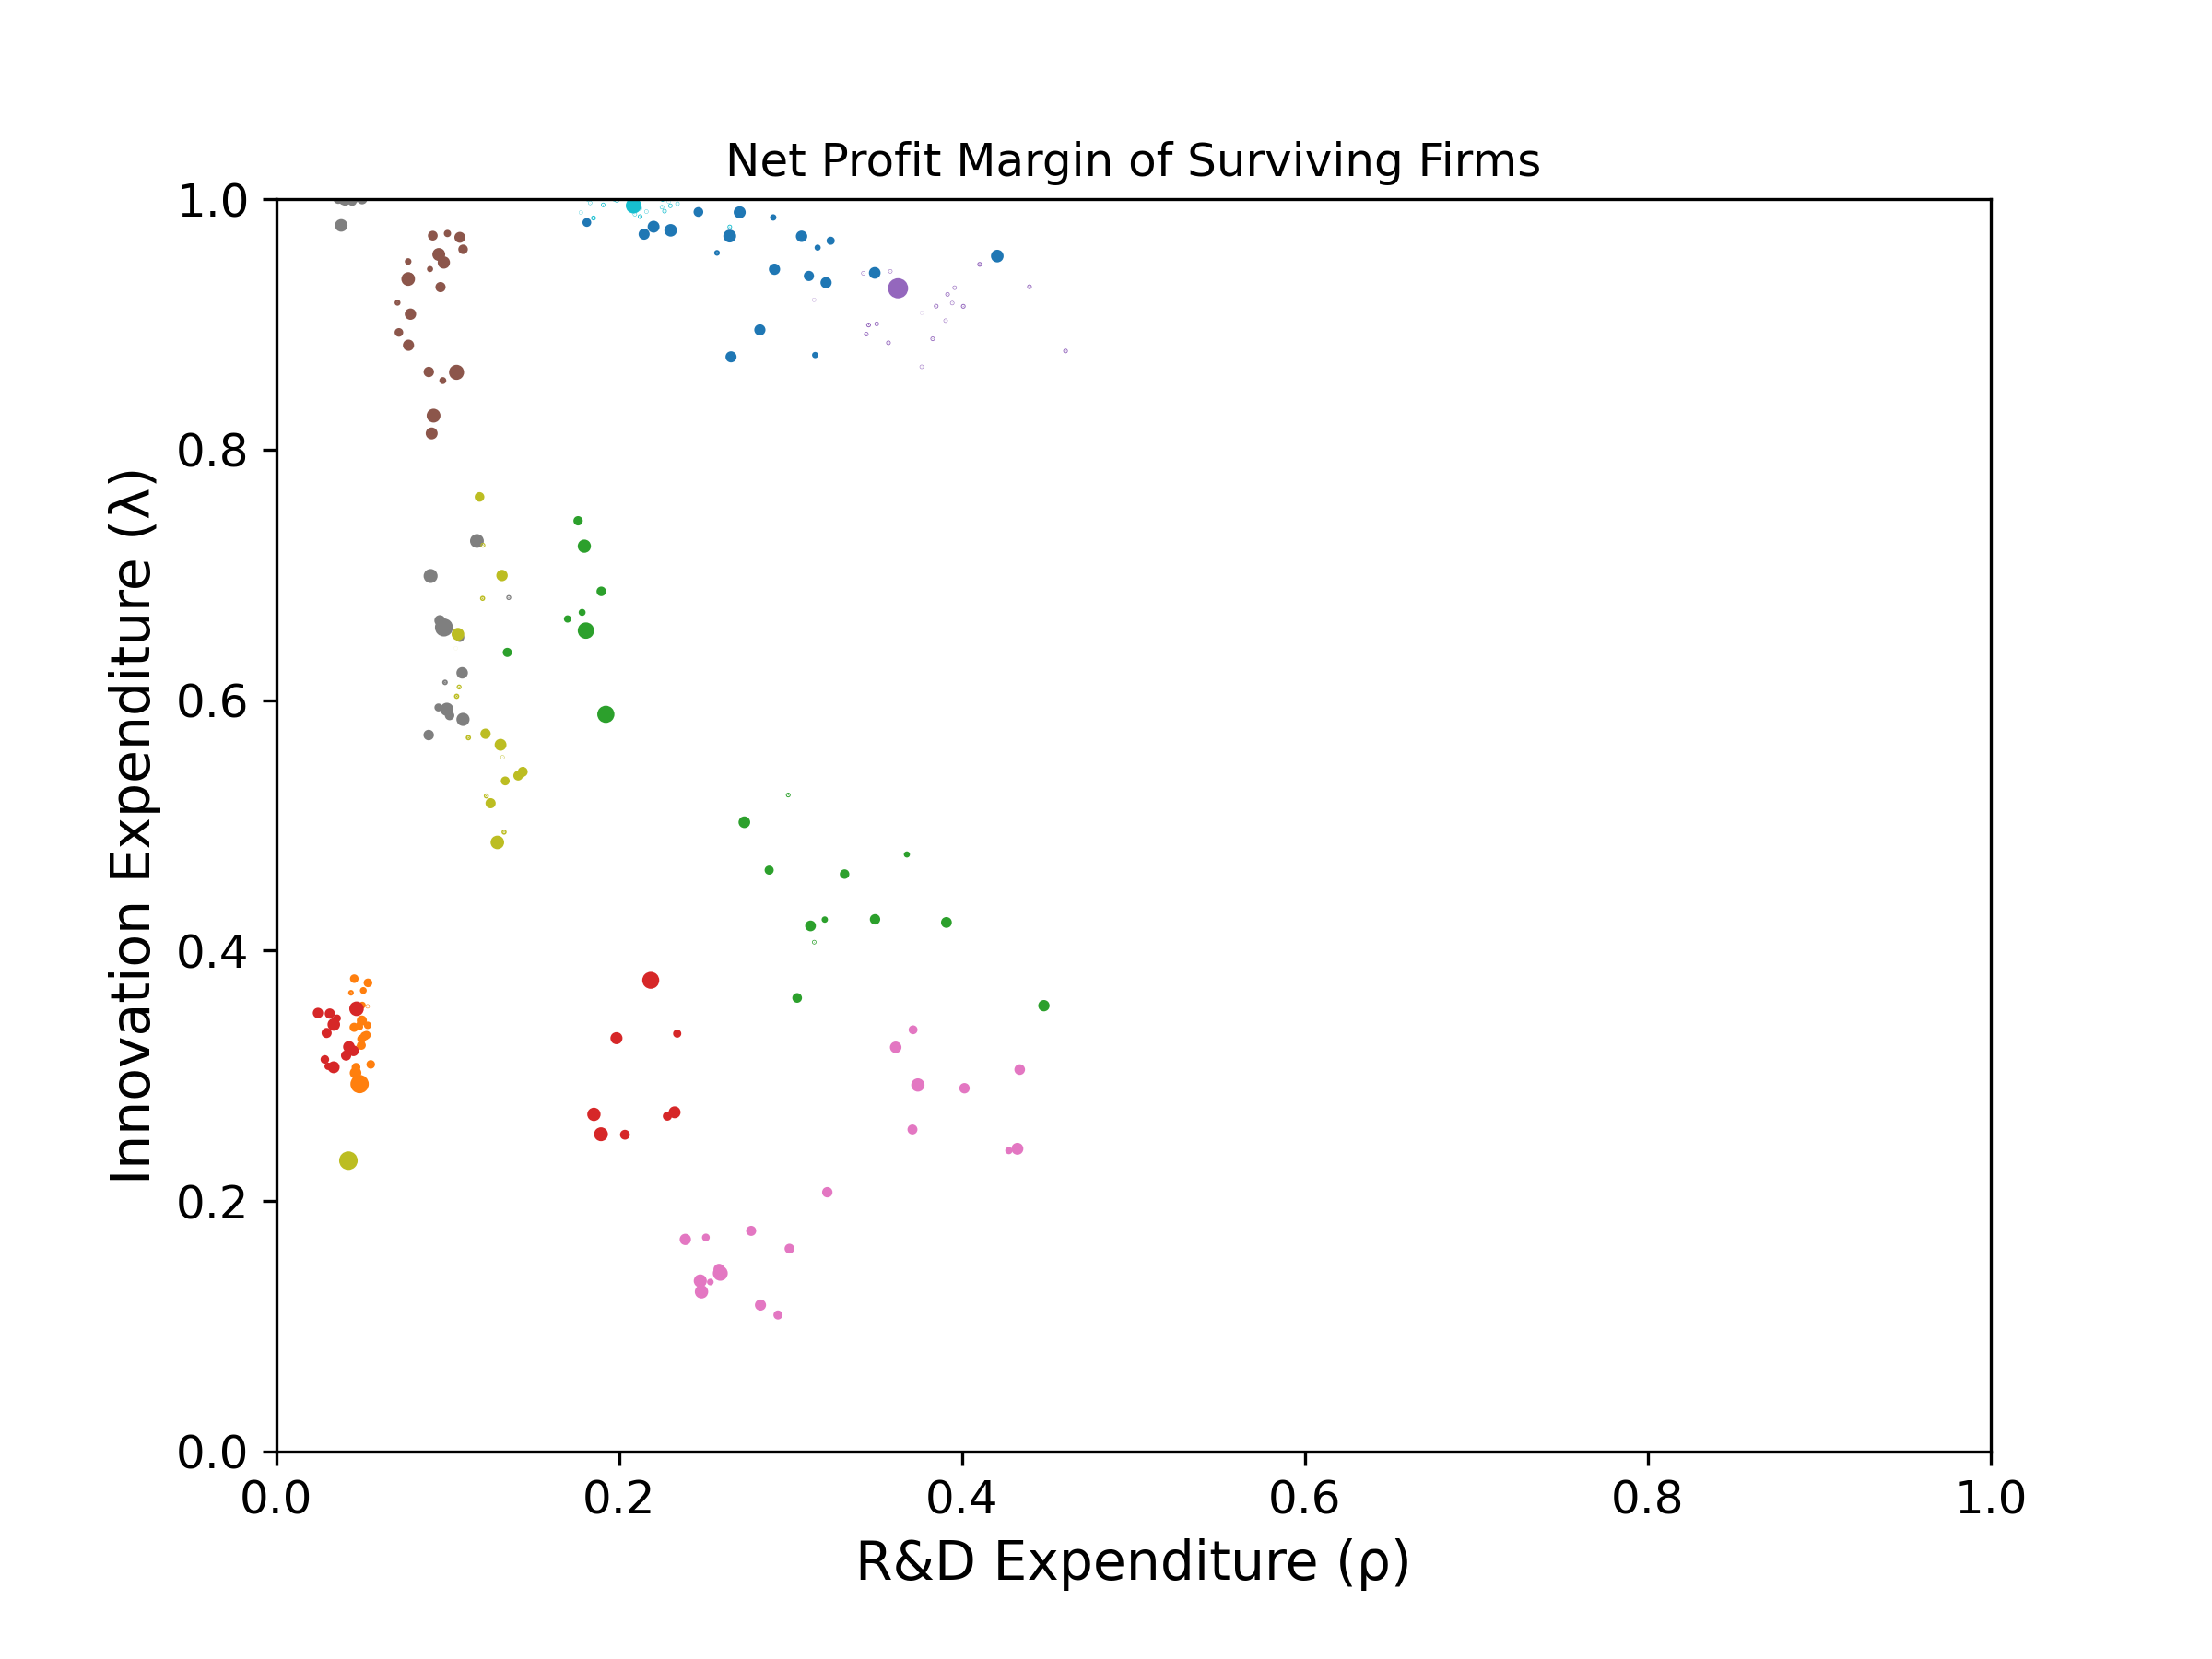 Net Profit Margin of Surviving Firms
1.0
0.8
0.6
0.4
0.2
0.0
Innovation Expenditure (λ)
0.0 0.2 0.4 0.6 0.8 1.0
R&D Expenditure (ρ)